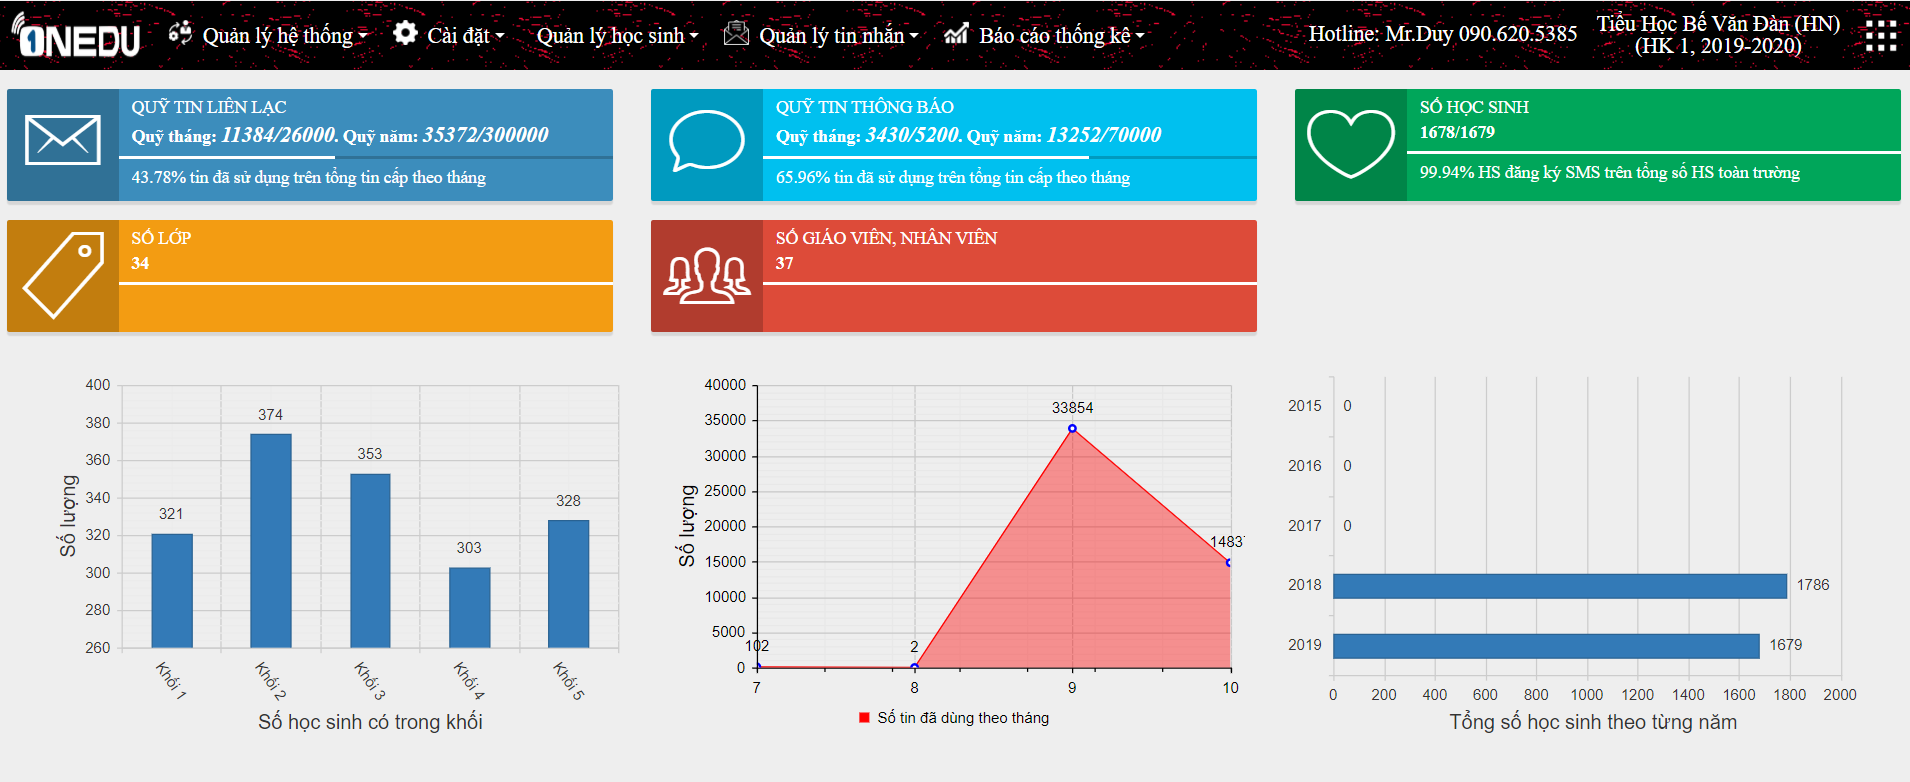 ONEDU
Quản lý hệ thống
Cài đặt
Quản lý học sinh
Quản lý tin nhắn
Báo cáo thống kê
Hotline: Mr.Duy 090.620.5385
Tiểu Học Bế Văn Đàn (HN)
(HK 1, 2019-2020)
QUỸ TIN LIÊN LẠC
Quỹ tháng: 11384/26000. Quỹ năm: 35372/300000
43.78% tin đã sử dụng trên tổng tin cấp theo tháng
QUỸ TIN THÔNG BÁO
Quỹ tháng: 3430/5200. Quỹ năm: 13252/70000
65.96% tin đã sử dụng trên tổng tin cấp theo tháng
SỐ HỌC SINH
1678/1679
99.94% HS đăng ký SMS trên tổng số HS toàn trường
SỐ LỚP
34
SỐ GIÁO VIÊN, NHÂN VIÊN
37
Số lượng
400
380
360
340
320
300
280
260
321
374
353
303
328
Khối 1
Khối 2
Khối 3
Khối 4
Khối 5
Số học sinh có trong khối
Số lượng
40000
35000
30000
25000
20000
15000
10000
5000
0
102
2
33854
14837
7
8
9
10
Số tin đã dùng theo tháng
2015 0
2016 0
2017 0
2018 1786
2019 1679
0 200 400 600 800 1000 1200 1400 1600 1800 2000
Tổng số học sinh theo từng năm